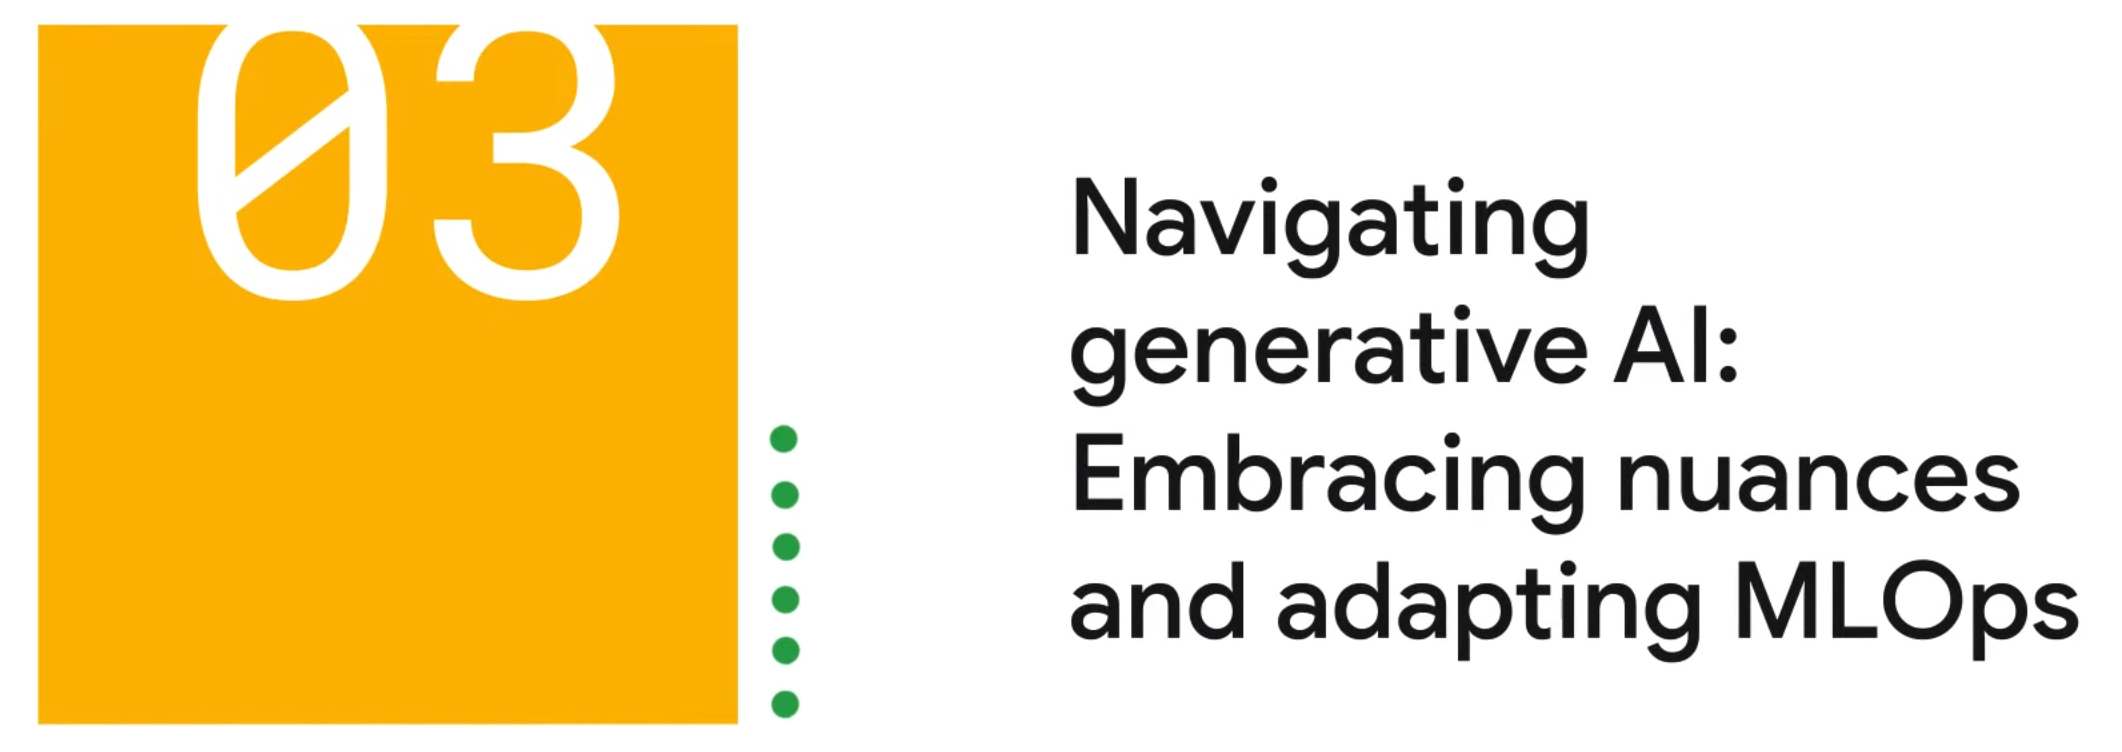 03
Navigating
generative AI:
Embracing nuances
and adapting MLOps